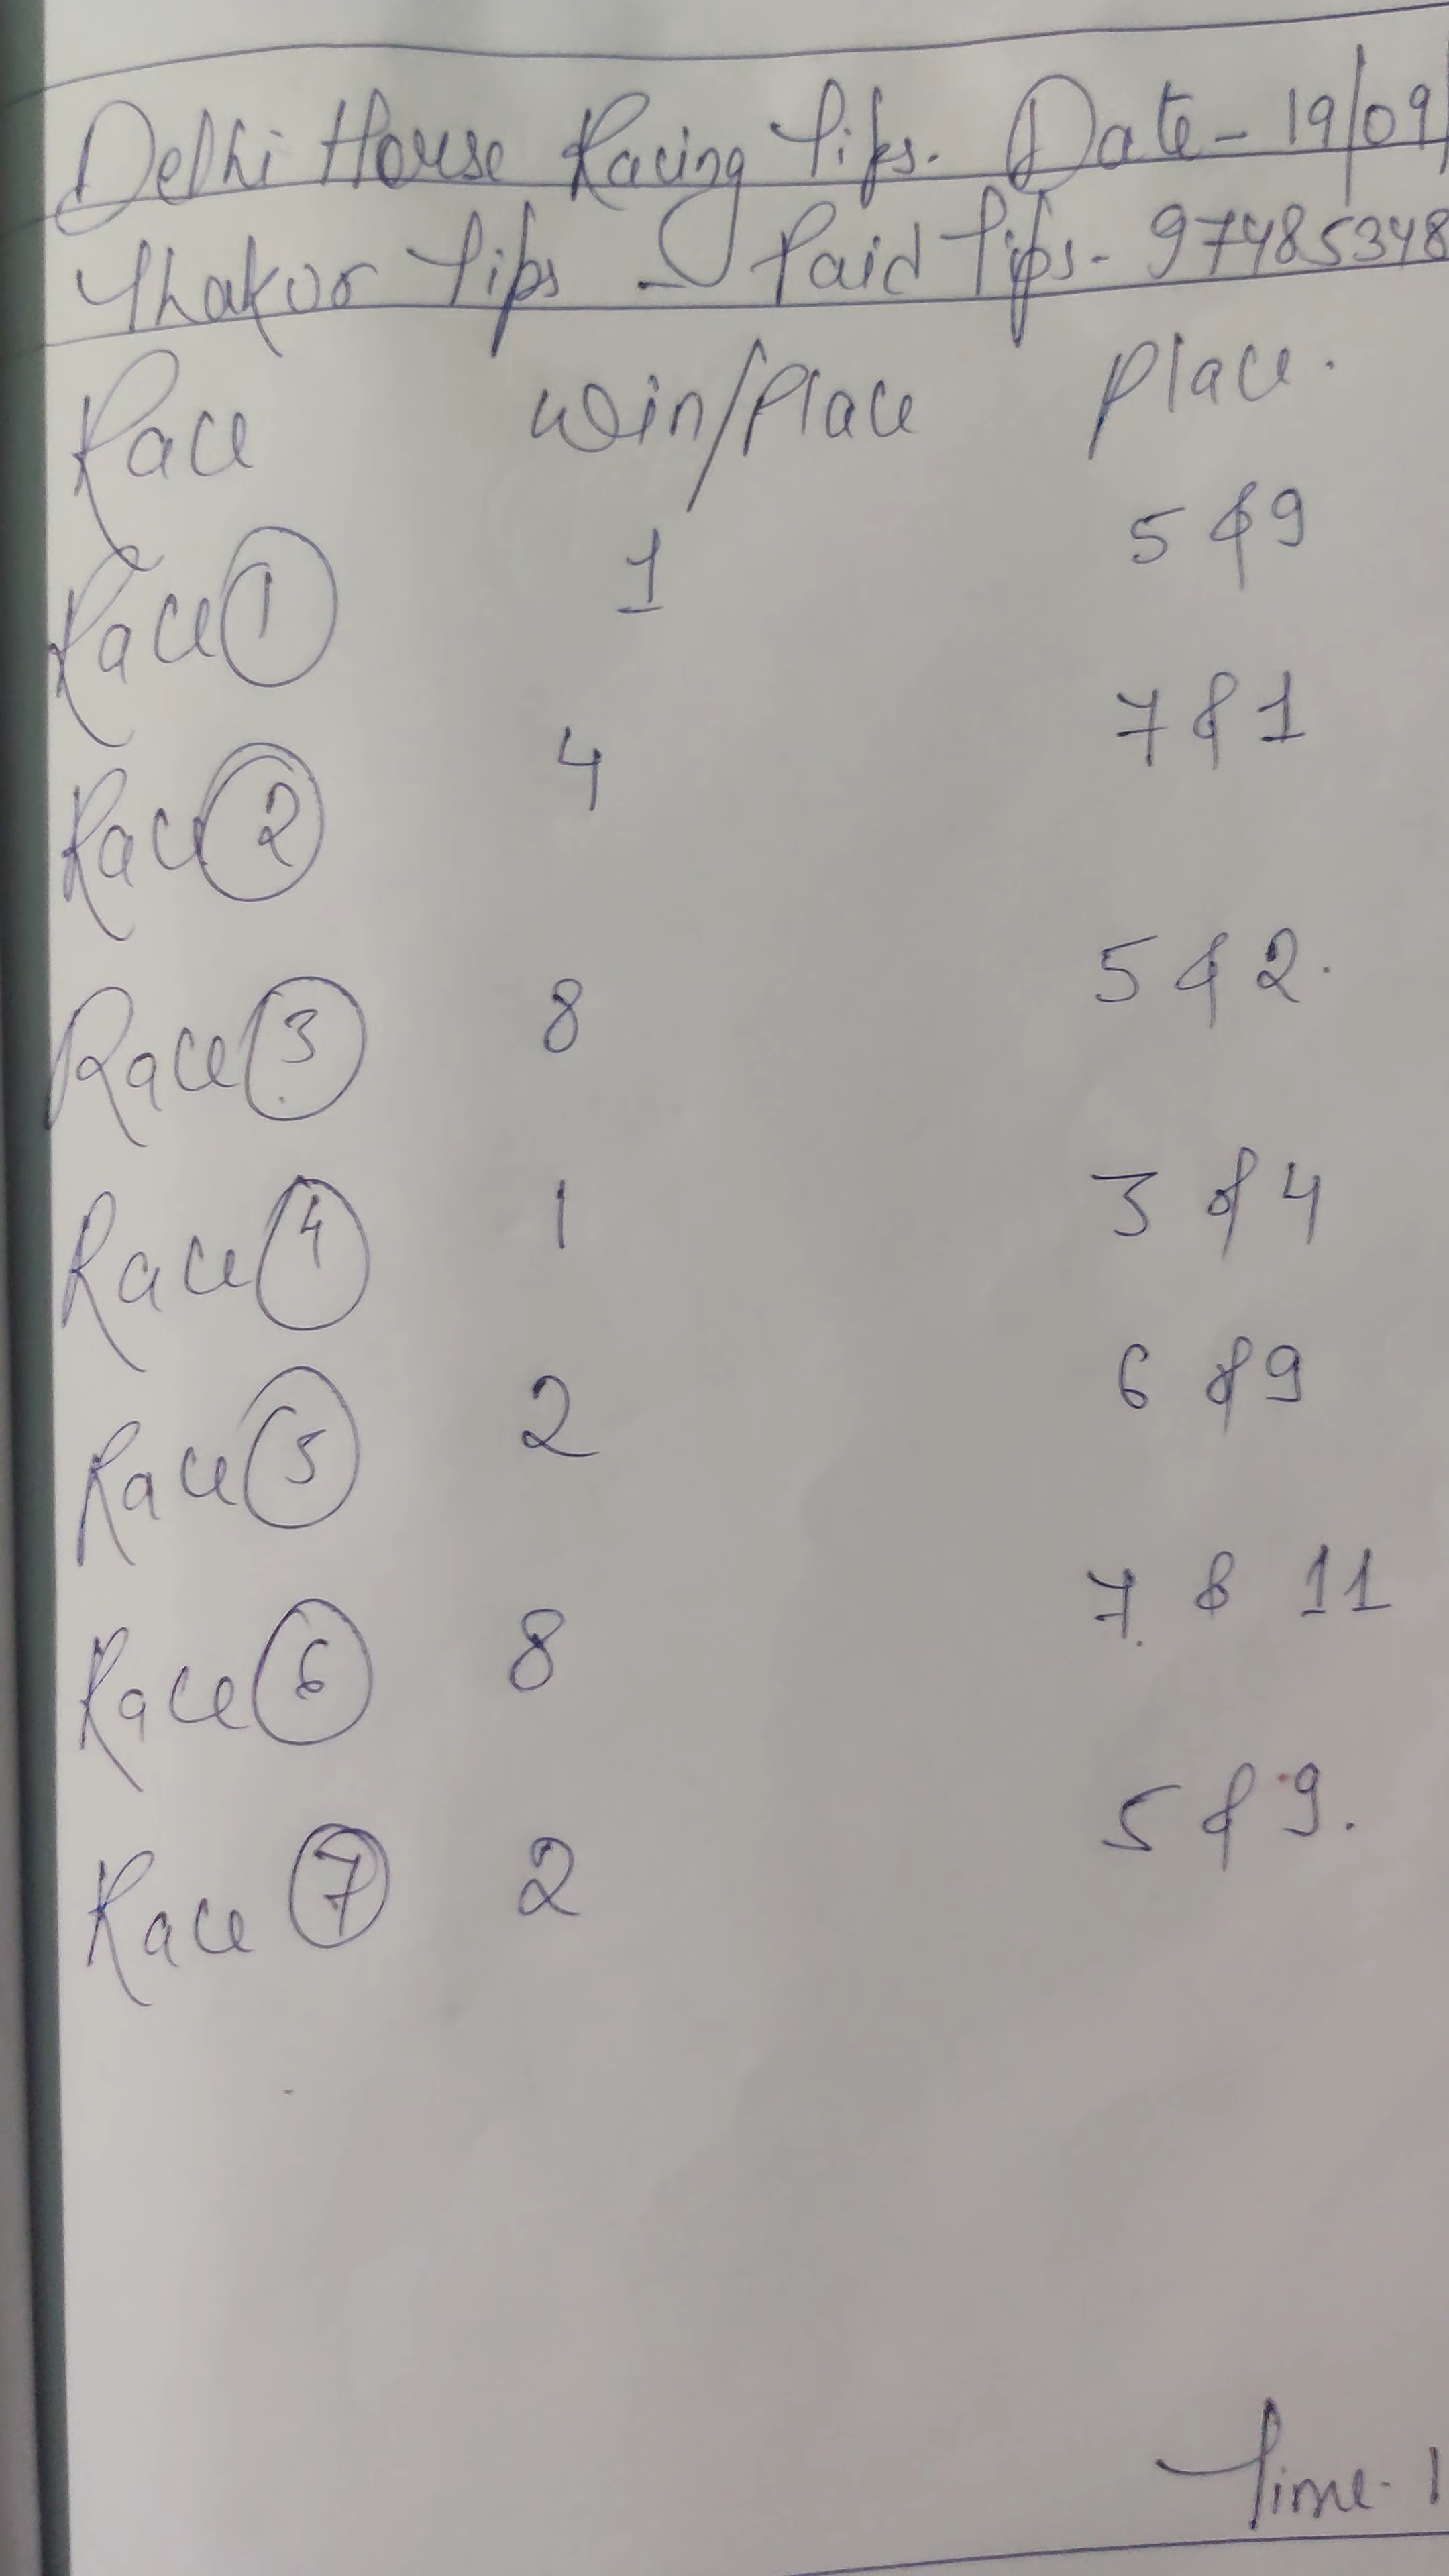 Delhi Horse Racing Tips. Date - 19/09/
Thakur Tips - Paid Tips - 97485348
Race Win/Place Place.
Race 1 1 5 & 9
Race 2 4 7 & 1
Race 3 8 5 & 2.
Race 4 1 3 & 4
Race 5 2 6 & 9
Race 6 8 7 & 11
Race 7 2 5 & 9.
Time - 1